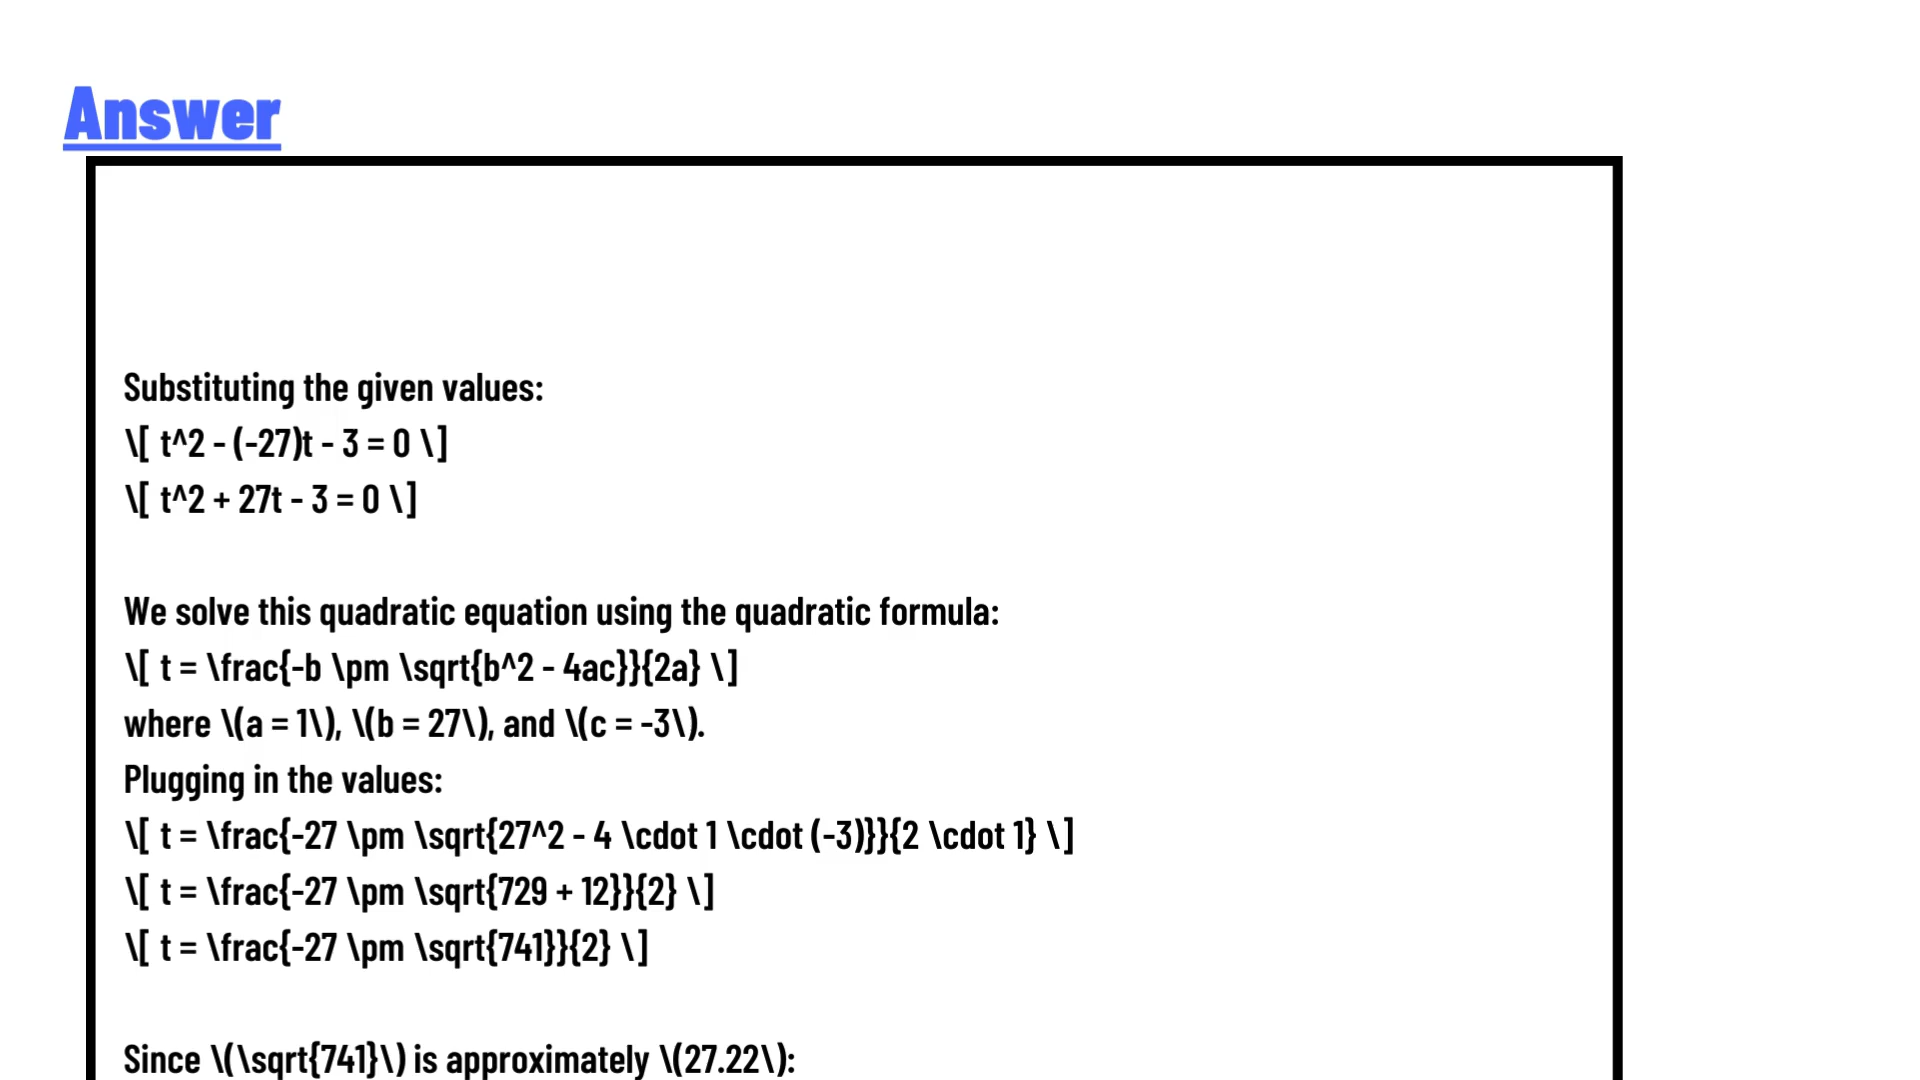 Answer
Substituting the given values:
\[ t^2 - (-27)t - 3 = 0 \]
\[ t^2 + 27t - 3 = 0 \]
We solve this quadratic equation using the quadratic formula:
\[ t = \frac{-b \pm \sqrt{b^2 - 4ac}}{2a} \]
where \(a = 1\), \(b = 27\), and \(c = -3\).
Plugging in the values:
\[ t = \frac{-27 \pm \sqrt{27^2 - 4 \cdot 1 \cdot (-3)}}{2 \cdot 1} \]
\[ t = \frac{-27 \pm \sqrt{729 + 12}}{2} \]
\[ t = \frac{-27 \pm \sqrt{741}}{2} \]
Since \(\sqrt{741}\) is approximately \(27.22\):